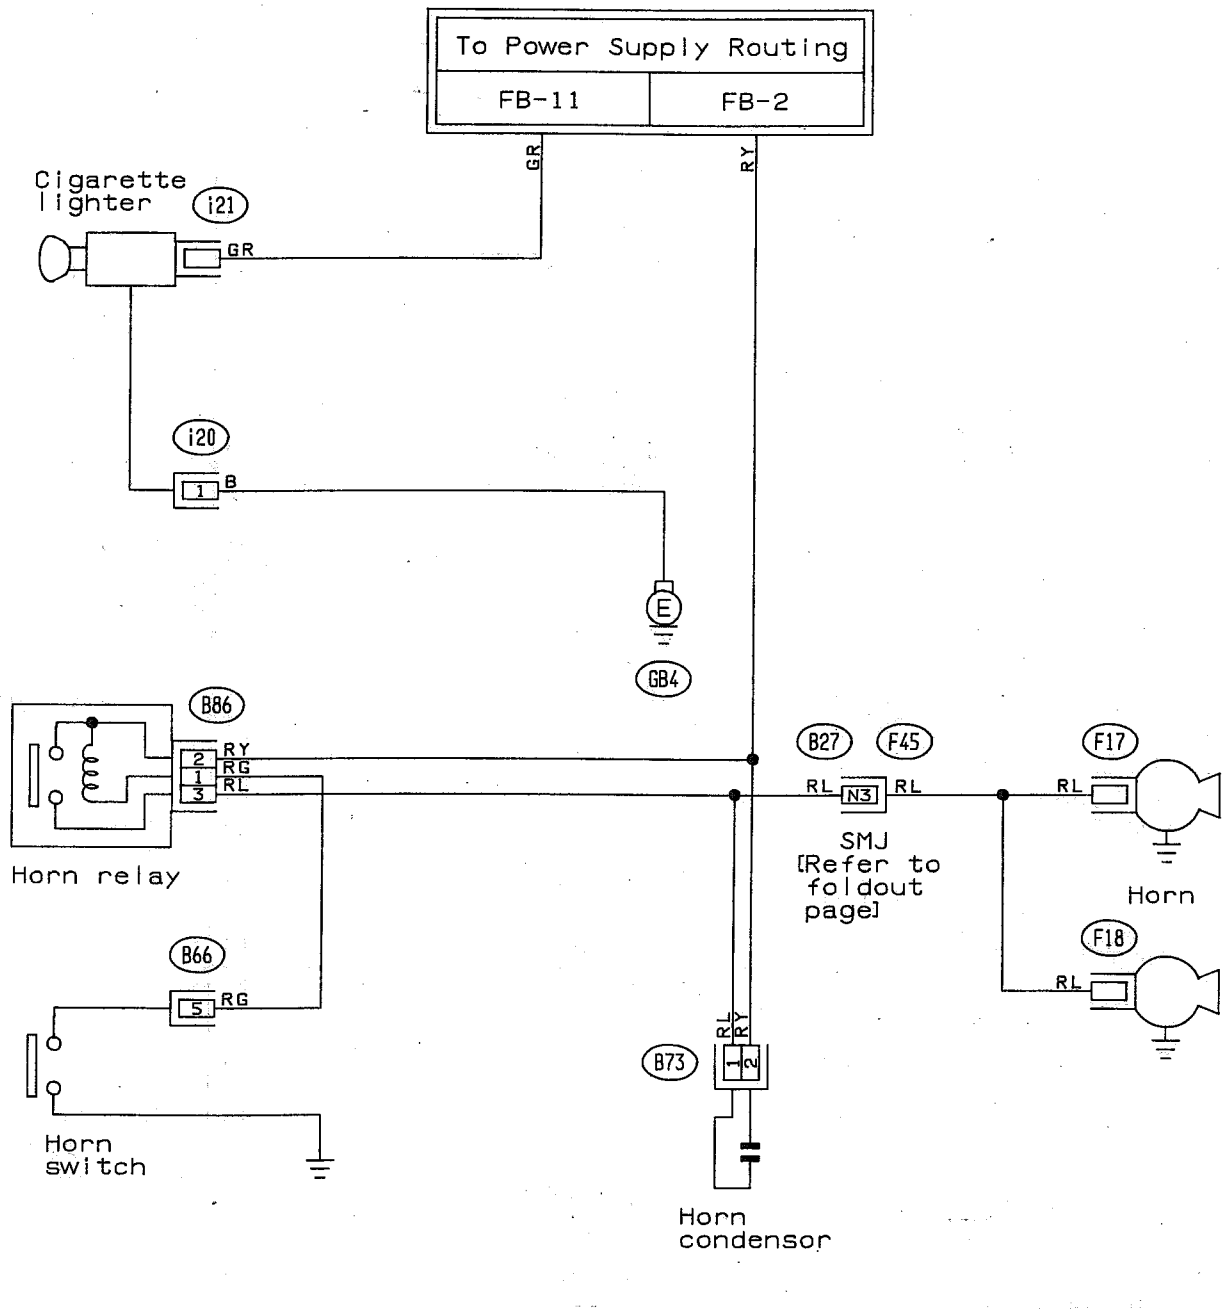 To Power Supply Routing
FB-11 FB-2
GR
RY
Cigarette
lighter
i21
GR
i20
1
B
E
GB4
B86
2 RY
1 RG
3 RL
Horn relay
B27 F45
RL N3 RL
SMJ
[Refer to
foldout
page]
F17
RL
Horn
F18
RL
B66
5 RG
Horn
switch
RL
RY
B73
1 2
Horn
condensor